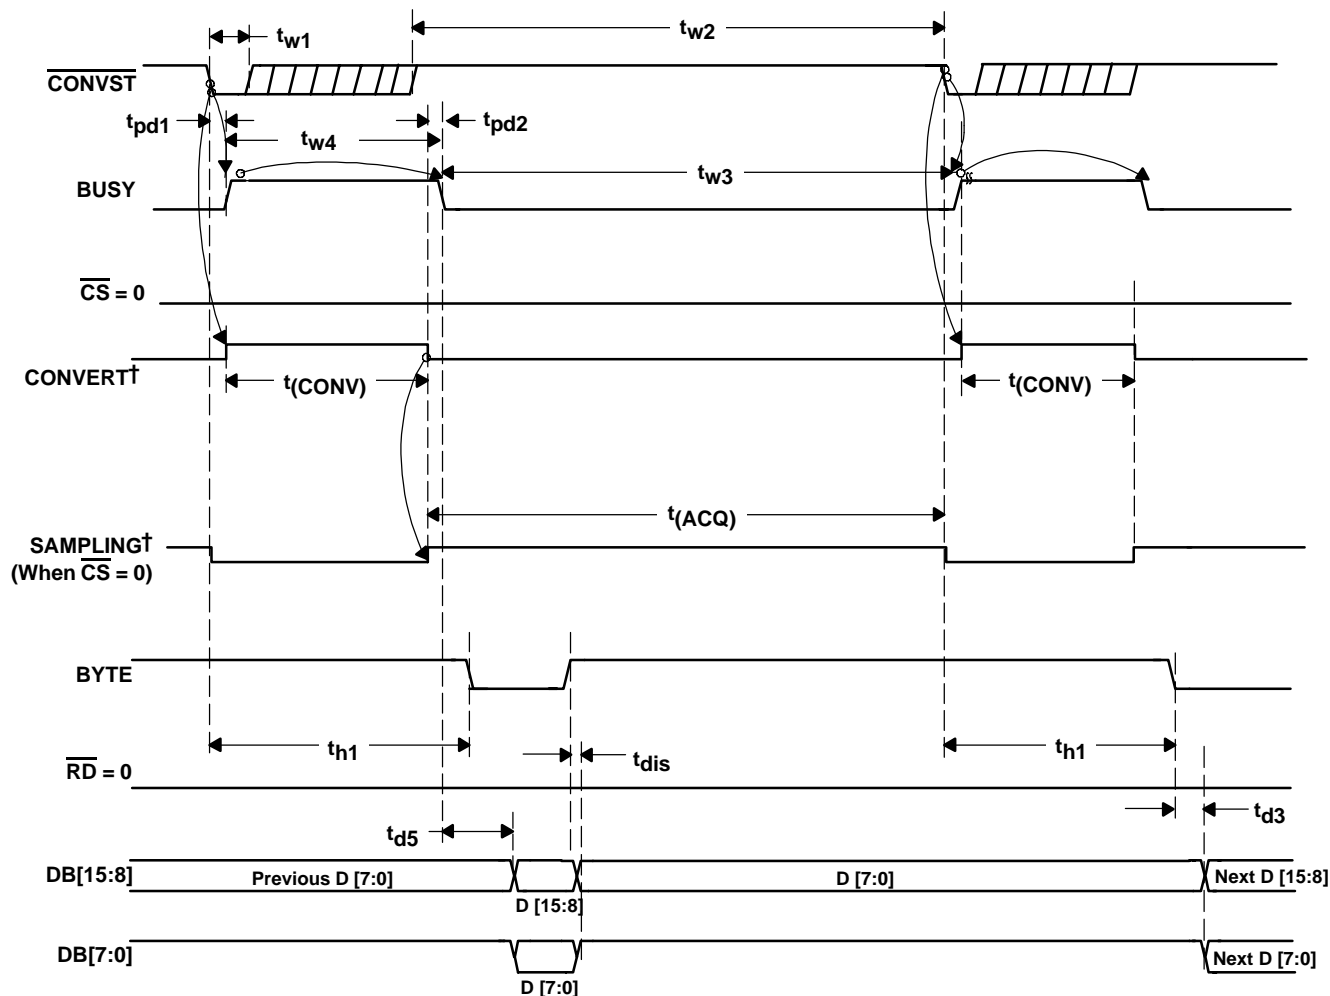 tw1
tw2
CONVST
tpd1
tw4
tpd2
BUSY
tw3
CS = 0
CONVERT†
t(CONV)
t(CONV)
t(ACQ)
SAMPLING†
(When CS = 0)
BYTE
th1
tdis
th1
RD = 0
td5
td3
DB[15:8]
Previous D [7:0]
D [15:8]
D [7:0]
Next D [15:8]
DB[7:0]
D [7:0]
Next D [7:0]